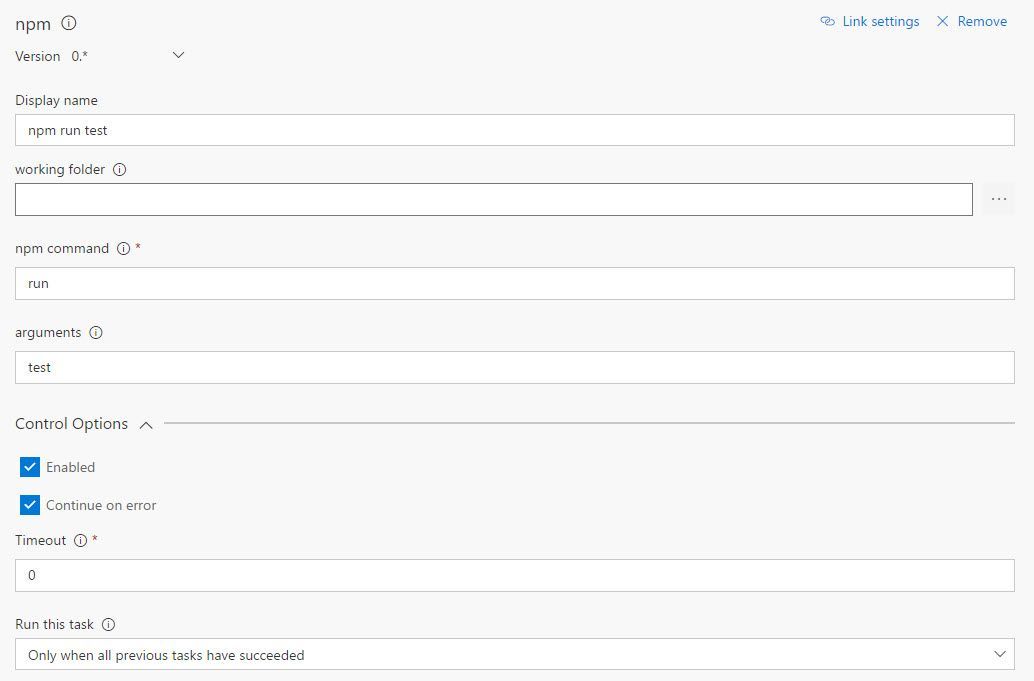 npm
Link settings Remove
Version 0.*
Display name
npm run test
working folder
...
npm command *
run
arguments
test
Control Options
Enabled
Continue on error
Timeout *
0
Run this task
Only when all previous tasks have succeeded